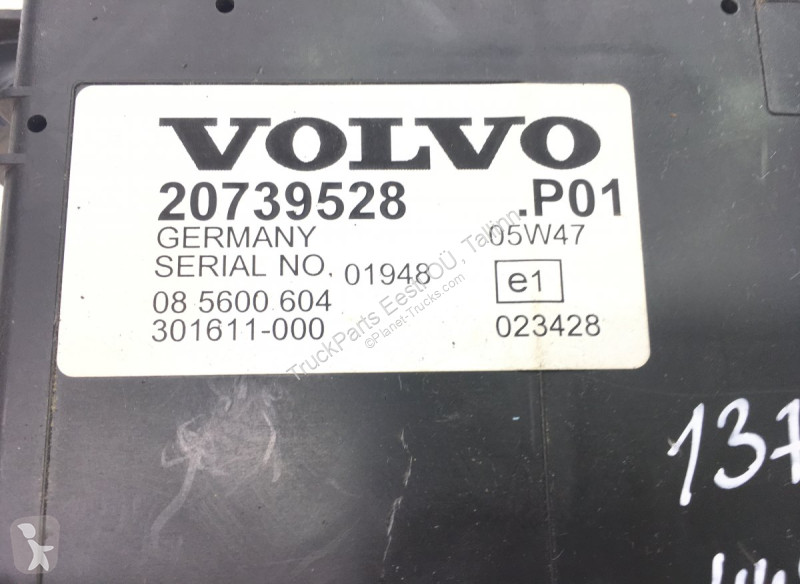 VOLVO
20739528 .P01
GERMANY 05W47
SERIAL NO. 01948
08 5600 604 e1
301611-000 023428
TruckParts Eesti OÜ, Tallinn
©Planet-Trucks.com
137